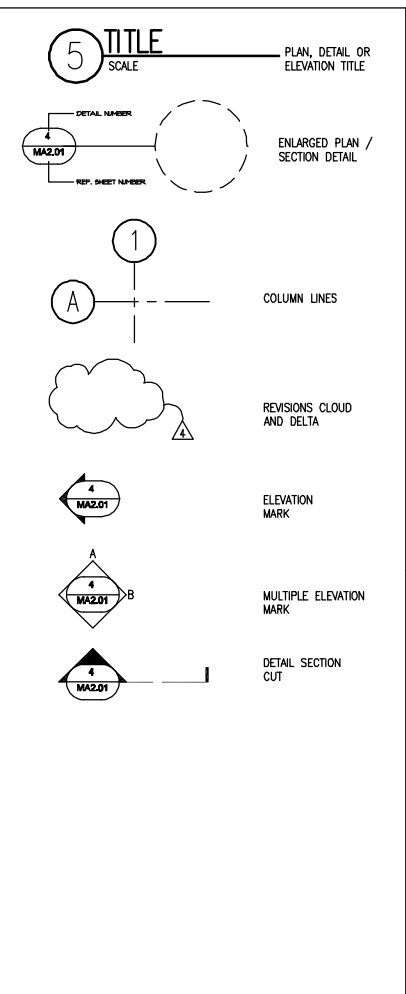 5 TITLE
SCALE
PLAN, DETAIL OR
ELEVATION TITLE
DETAIL NUMBER
4
MA2.01
REF. SHEET NUMBER
ENLARGED PLAN /
SECTION DETAIL
1
A
COLUMN LINES
REVISIONS CLOUD
AND DELTA
4
4
MA2.01
ELEVATION
MARK
A
4
MA2.01
B
MULTIPLE ELEVATION
MARK
4
MA2.01
DETAIL SECTION
CUT